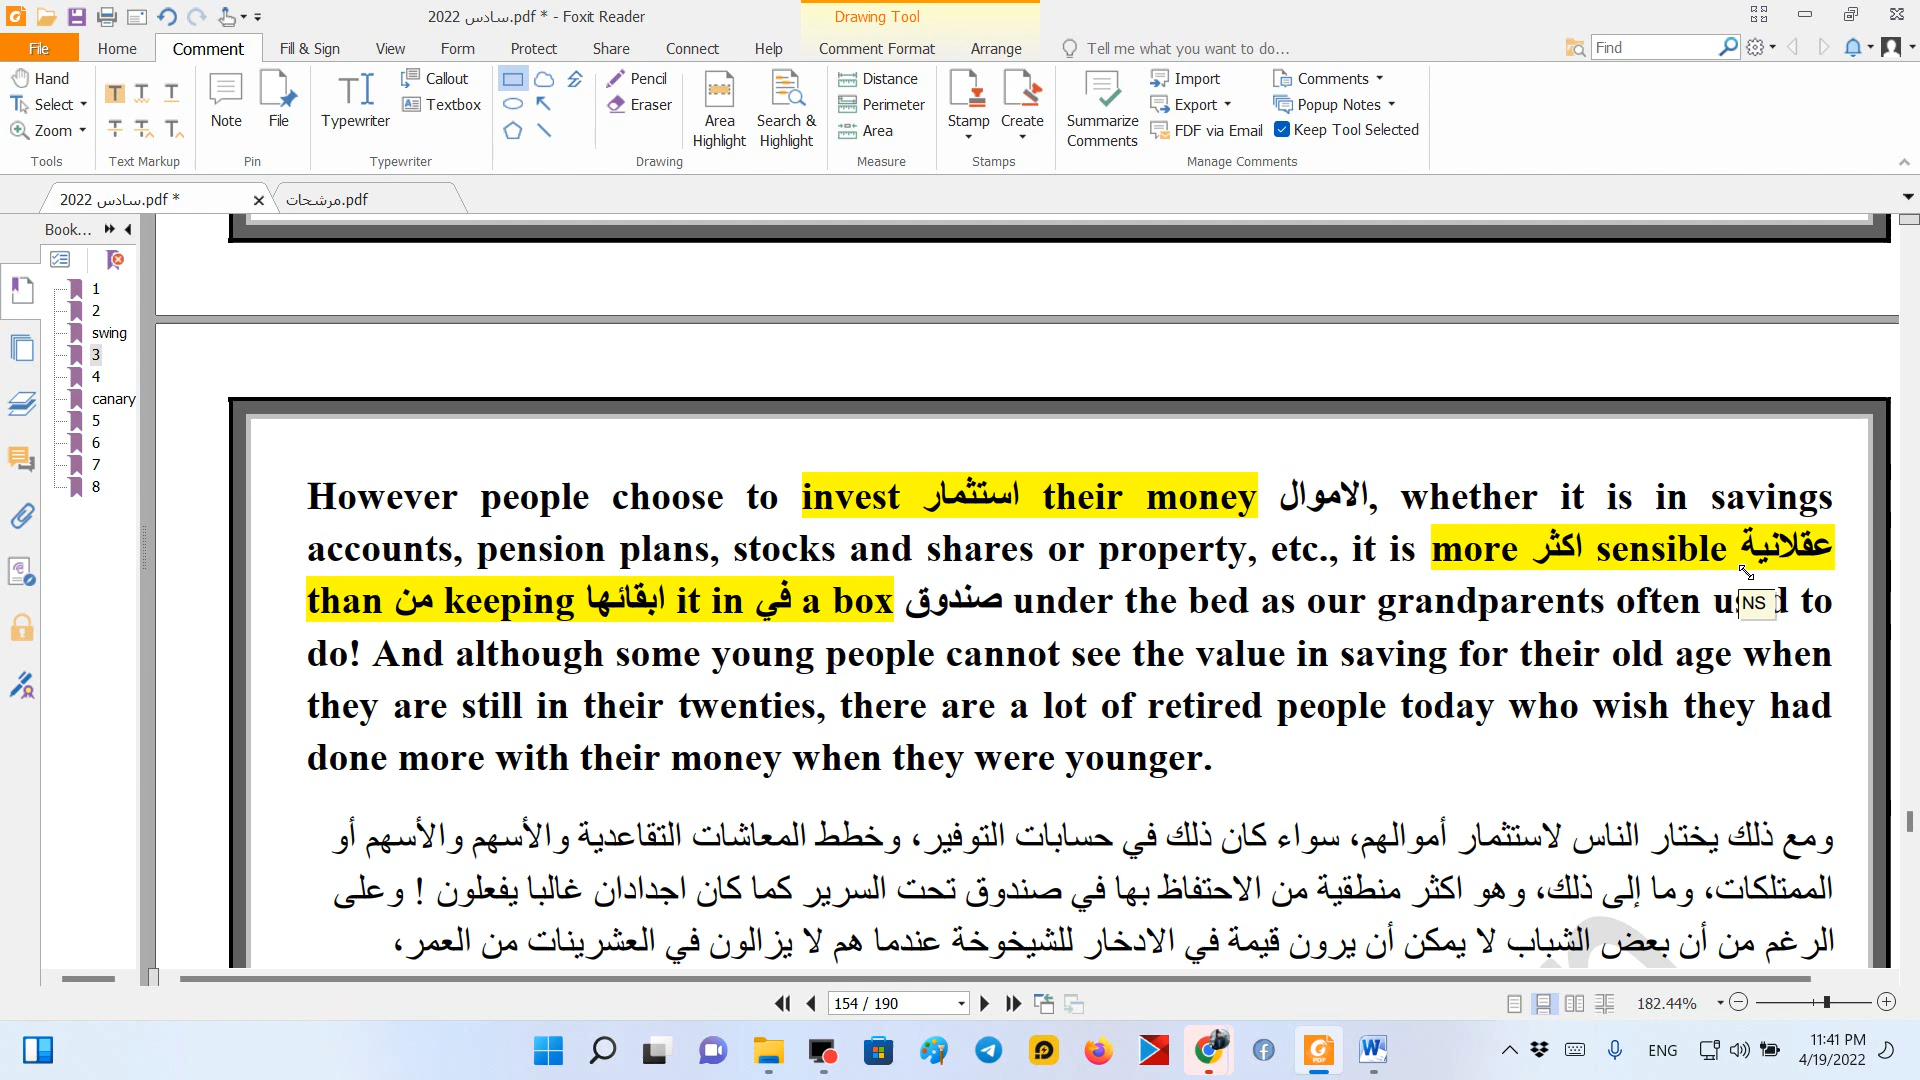 2022 سادس.pdf * - Foxit Reader
Drawing Tool
File Home Comment Fill & Sign View Form Protect Share Connect Help Comment Format Arrange Tell me what you want to do... Find
Hand
Select
Zoom
Tools
Text Markup
Note
File
Pin
Typewriter
Callout
Textbox
Typewriter
Pencil
Eraser
Area Highlight
Search & Highlight
Drawing
Distance
Perimeter
Area
Measure
Stamp
Create
Stamps
Summarize Comments
Import
Export
FDF via Email
Comments
Popup Notes
Keep Tool Selected
Manage Comments
2022 سادس.pdf *
مرشحات.pdf
Book...
1
2
swing
3
4
canary
5
6
7
8
However people choose to invest استثمار their money الاموال, whether it is in savings
accounts, pension plans, stocks and shares or property, etc., it is more اكثر sensible عقلانية
than من keeping ابقائها it in في a box صندوق under the bed as our grandparents often used to
NS
do! And although some young people cannot see the value in saving for their old age when
they are still in their twenties, there are a lot of retired people today who wish they had
done more with their money when they were younger.
ومع ذلك يختار الناس لاستثمار أموالهم، سواء كان ذلك في حسابات التوفير، وخطط المعاشات التقاعدية والأسهم والأسهم أو
الممتلكات، وما إلى ذلك، وهو اكثر منطقية من الاحتفاظ بها في صندوق تحت السرير كما كان اجدادان غالبا يفعلون ! وعلى
الرغم من أن بعض الشباب لا يمكن أن يرون قيمة في الادخار للشيخوخة عندما هم لا يزالون في العشرينات من العمر،
154 / 190
182.44%
ENG
11:41 PM
4/19/2022